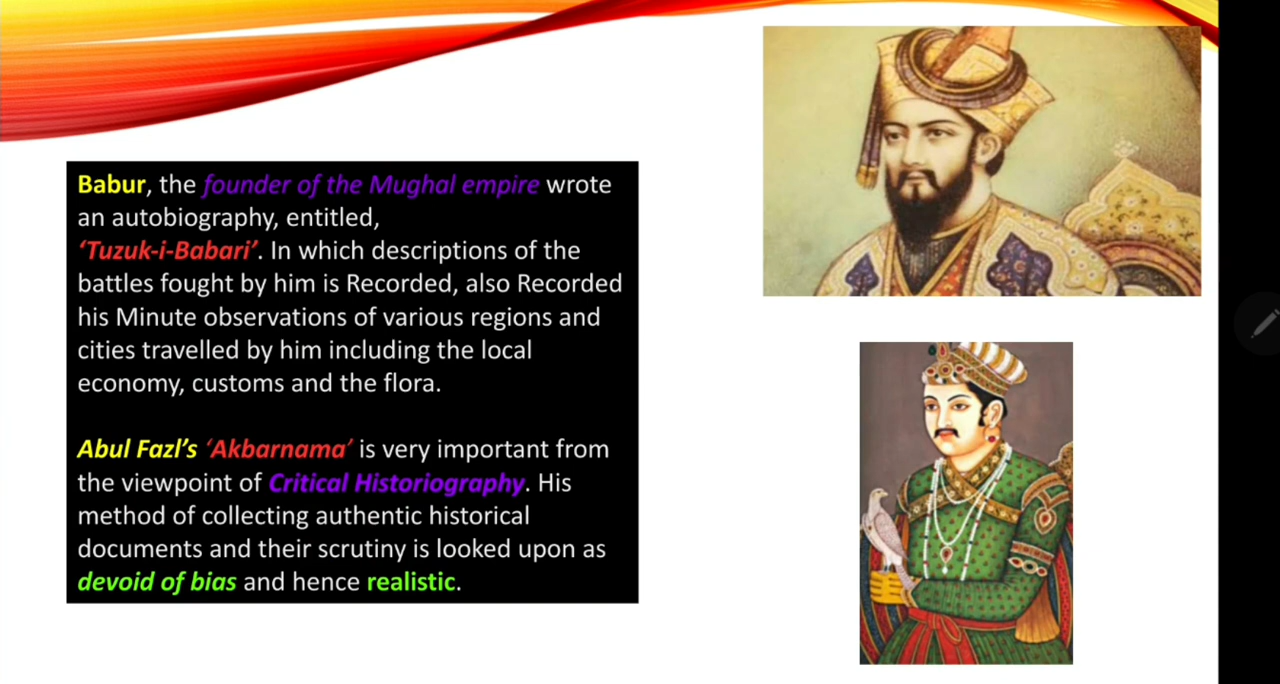 Babur, the founder of the Mughal empire wrote
an autobiography, entitled,
‘Tuzuk-i-Babari’. In which descriptions of the
battles fought by him is Recorded, also Recorded
his Minute observations of various regions and
cities travelled by him including the local
economy, customs and the flora.
Abul Fazl’s ‘Akbarnama’ is very important from
the viewpoint of Critical Historiography. His
method of collecting authentic historical
documents and their scrutiny is looked upon as
devoid of bias and hence realistic.